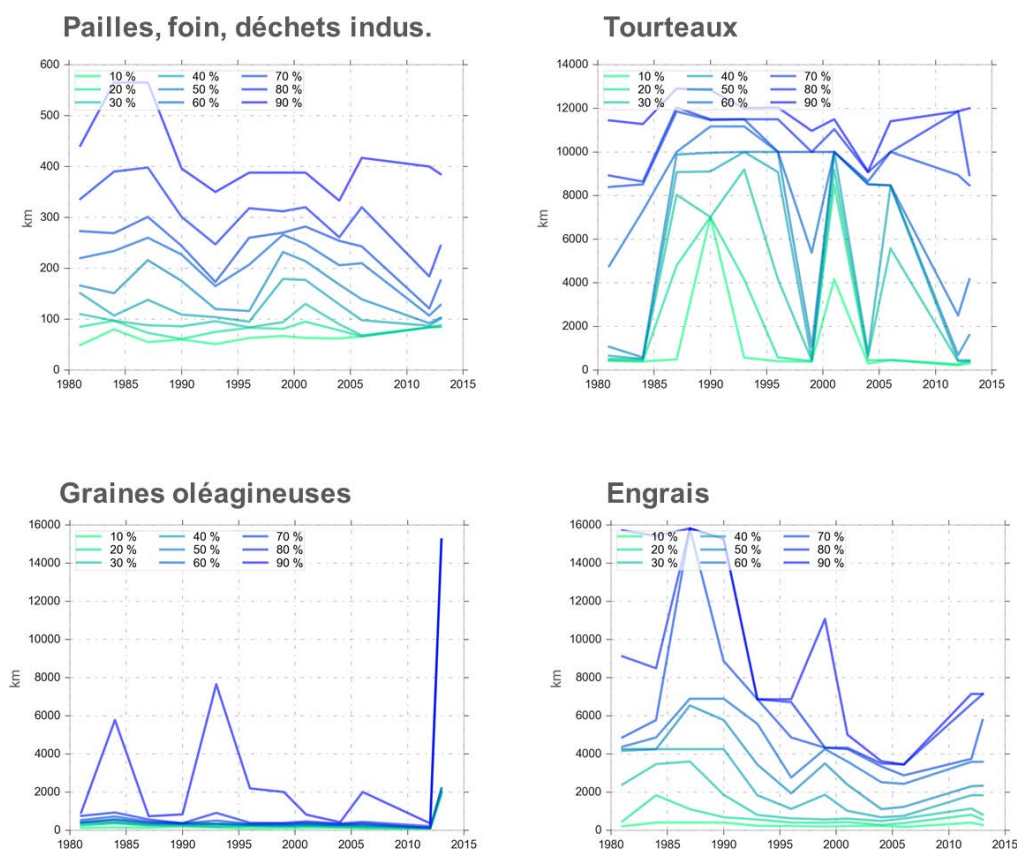 Pailles, foin, déchets indus.
600
500
400
300
200
100
0
km
10 % 40 % 70 %
20 % 50 % 80 %
30 % 60 % 90 %
1980 1985 1990 1995 2000 2005 2010 2015
Tourteaux
14000
12000
10000
8000
6000
4000
2000
0
km
10 % 40 % 70 %
20 % 50 % 80 %
30 % 60 % 90 %
1980 1985 1990 1995 2000 2005 2010 2015
Graines oléagineuses
16000
14000
12000
10000
8000
6000
4000
2000
0
km
10 % 40 % 70 %
20 % 50 % 80 %
30 % 60 % 90 %
1980 1985 1990 1995 2000 2005 2010 2015
Engrais
16000
14000
12000
10000
8000
6000
4000
2000
0
km
10 % 40 % 70 %
20 % 50 % 80 %
30 % 60 % 90 %
1980 1985 1990 1995 2000 2005 2010 2015